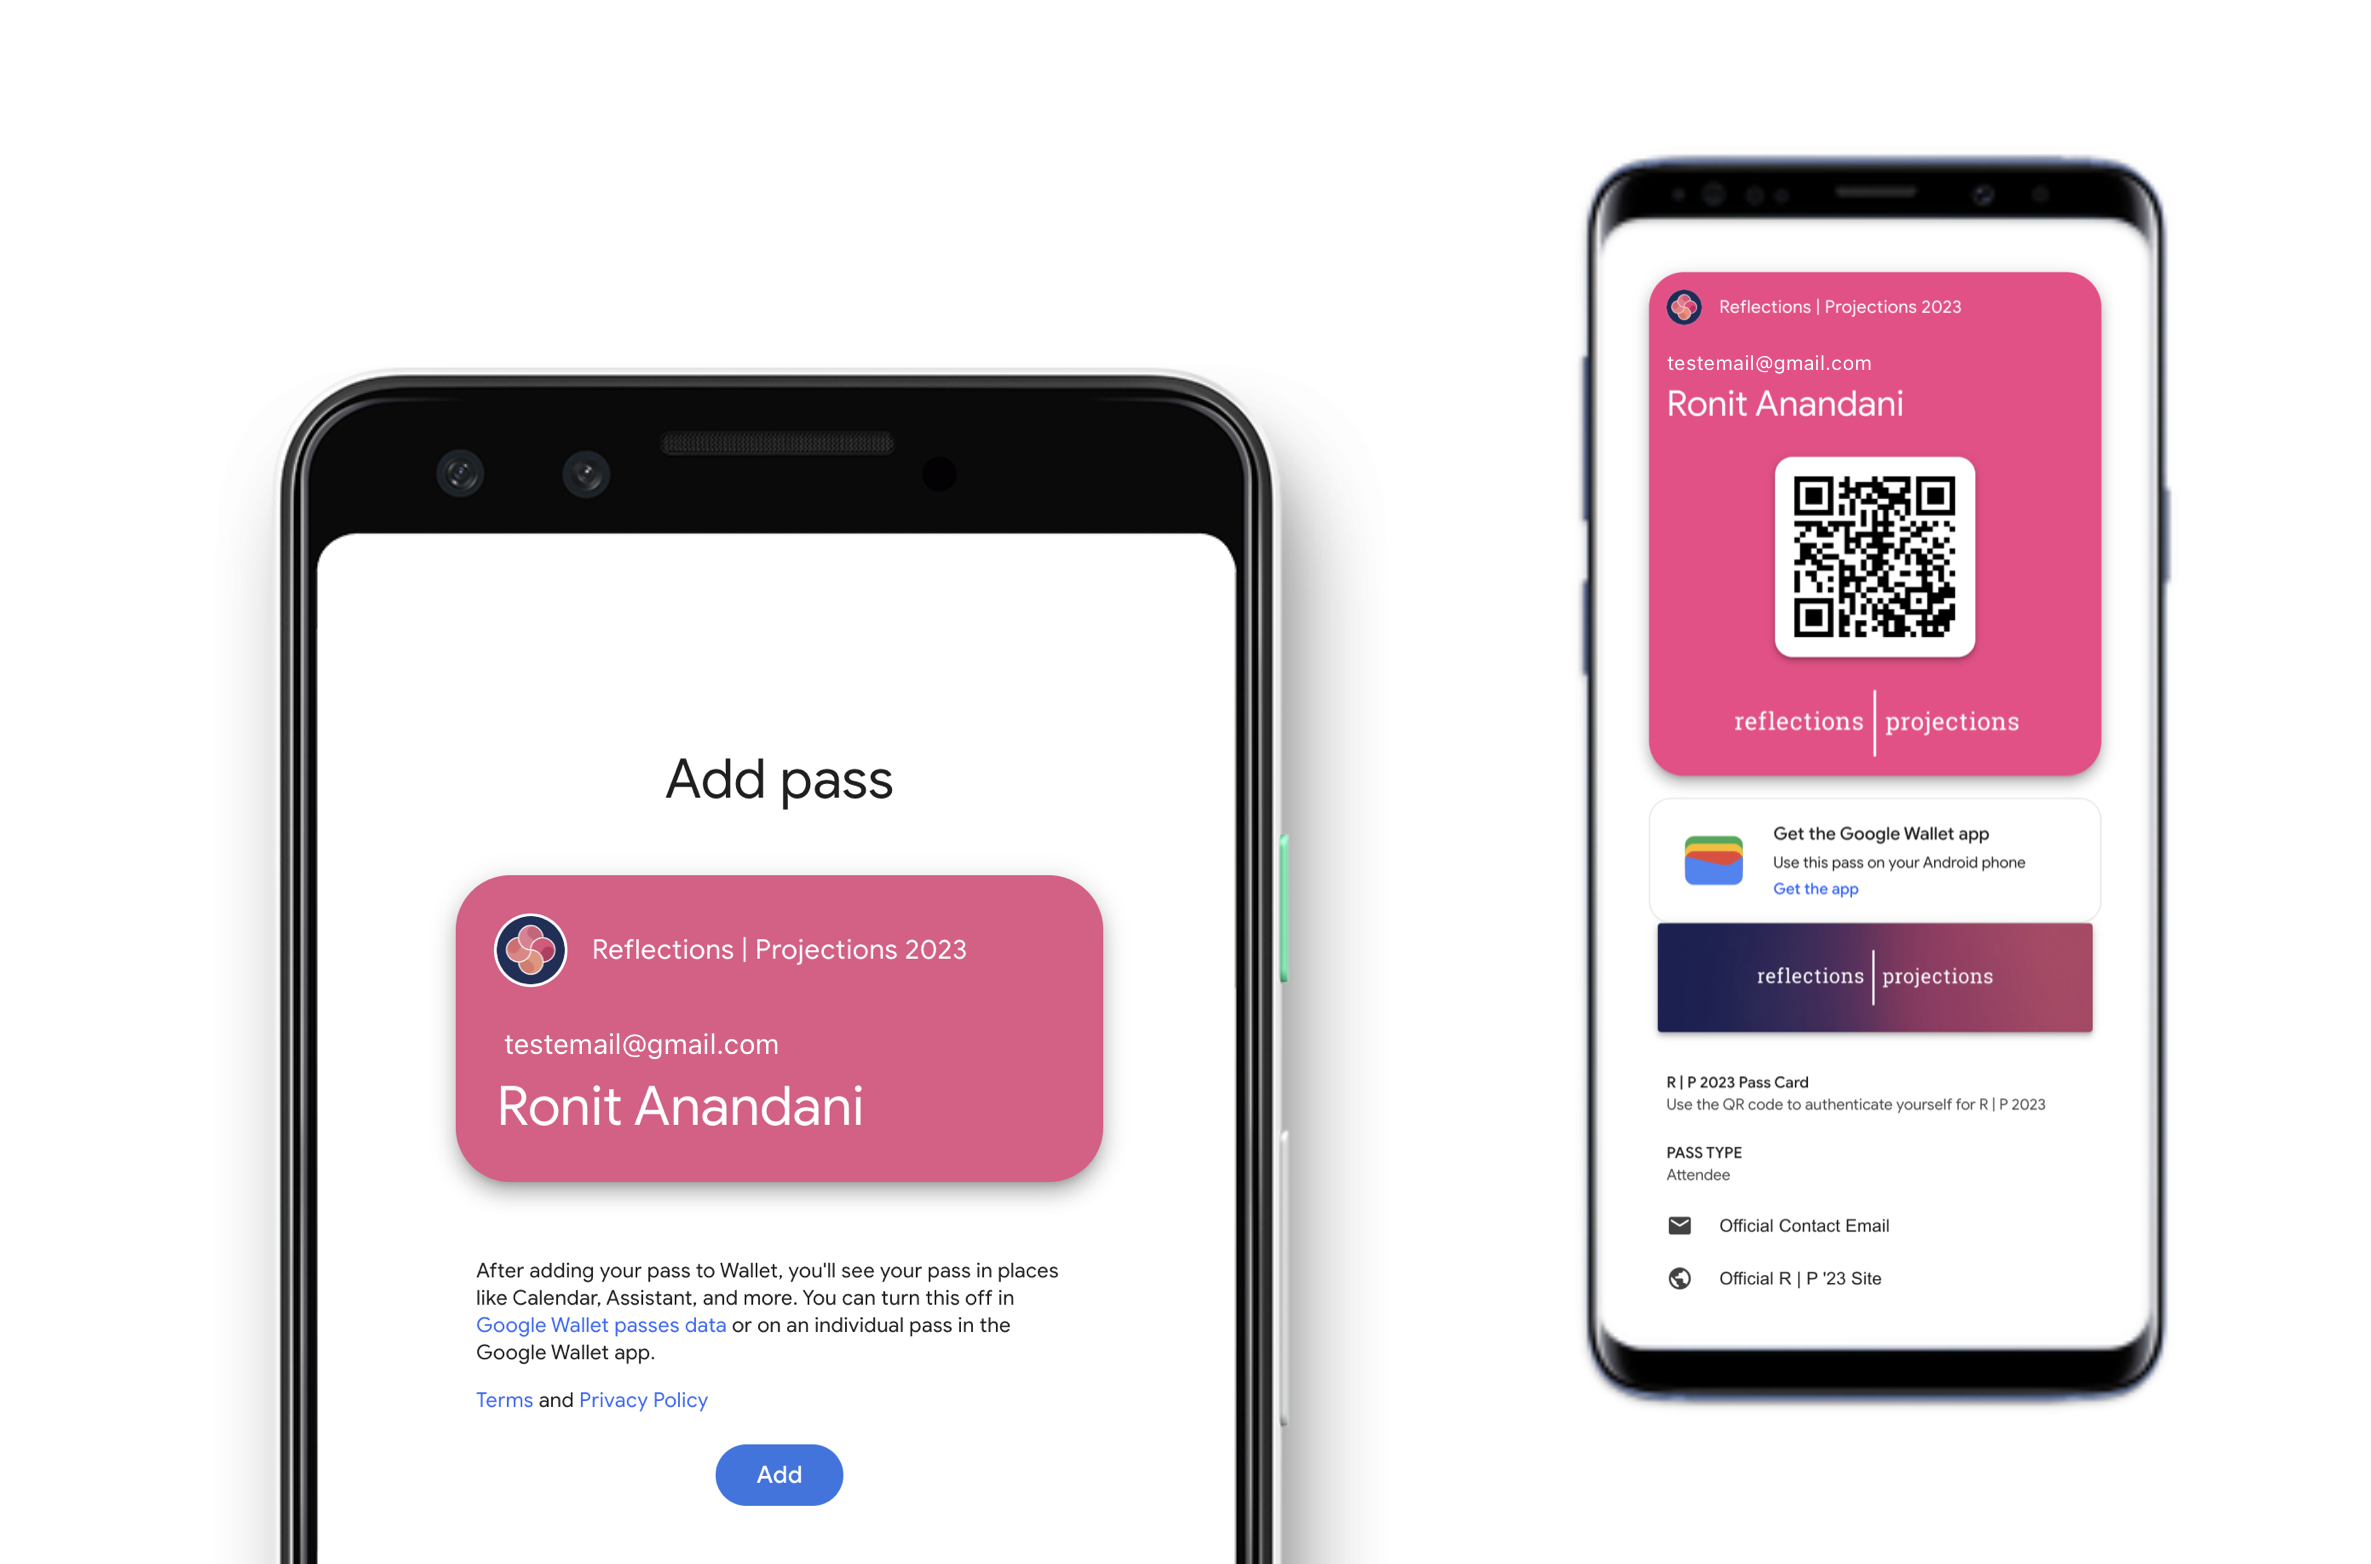 Add pass
Reflections | Projections 2023
testemail@gmail.com
Ronit Anandani
After adding your pass to Wallet, you'll see your pass in places
like Calendar, Assistant, and more. You can turn this off in
Google Wallet passes data or on an individual pass in the
Google Wallet app.
Terms and Privacy Policy
Add
Reflections | Projections 2023
testemail@gmail.com
Ronit Anandani
reflections | projections
Get the Google Wallet app
Use this pass on your Android phone
Get the app
reflections | projections
R | P 2023 Pass Card
Use the QR code to authenticate yourself for R | P 2023
PASS TYPE
Attendee
Official Contact Email
Official R | P '23 Site